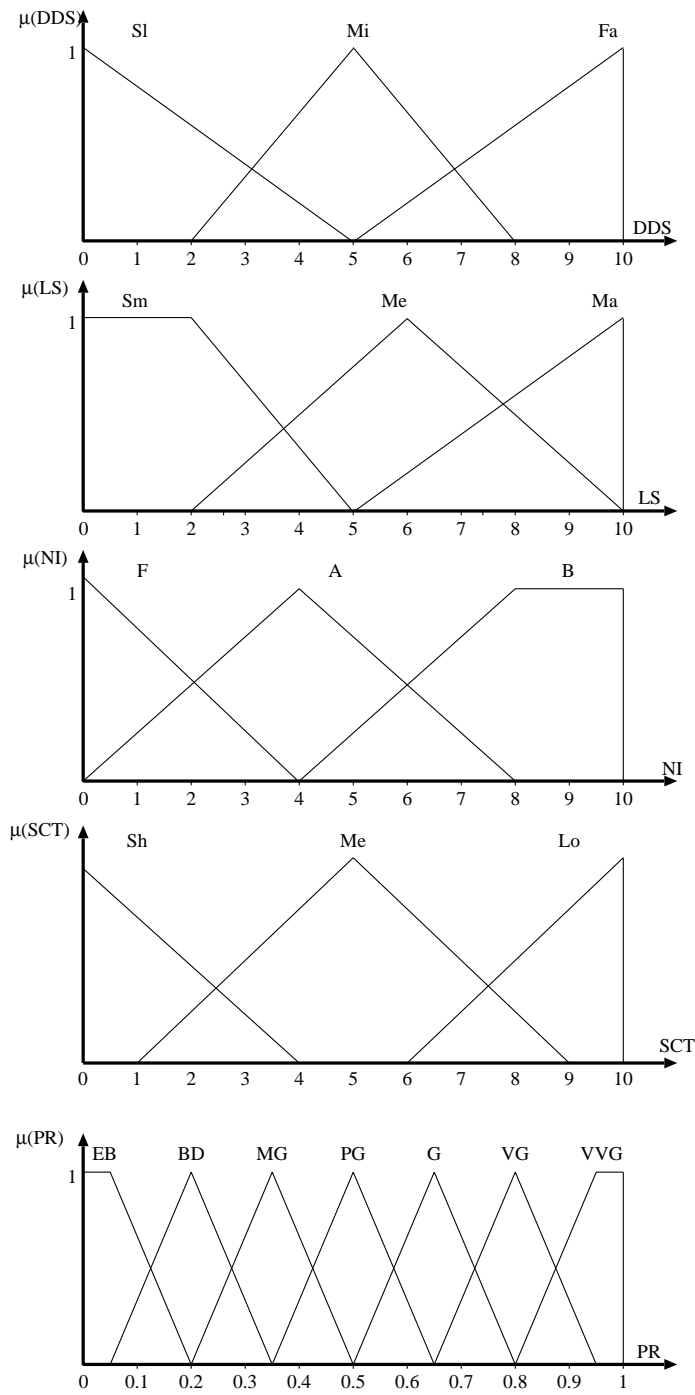 μ(DDS)
Sl Mi Fa
1
DDS
0 1 2 3 4 5 6 7 8 9 10
μ(LS)
Sm Me Ma
1
LS
0 1 2 3 4 5 6 7 8 9 10
μ(NI)
F A B
1
NI
0 1 2 3 4 5 6 7 8 9 10
μ(SCT)
Sh Me Lo
SCT
0 1 2 3 4 5 6 7 8 9 10
μ(PR)
EB BD MG PG G VG VVG
1
PR
0 0.1 0.2 0.3 0.4 0.5 0.6 0.7 0.8 0.9 1